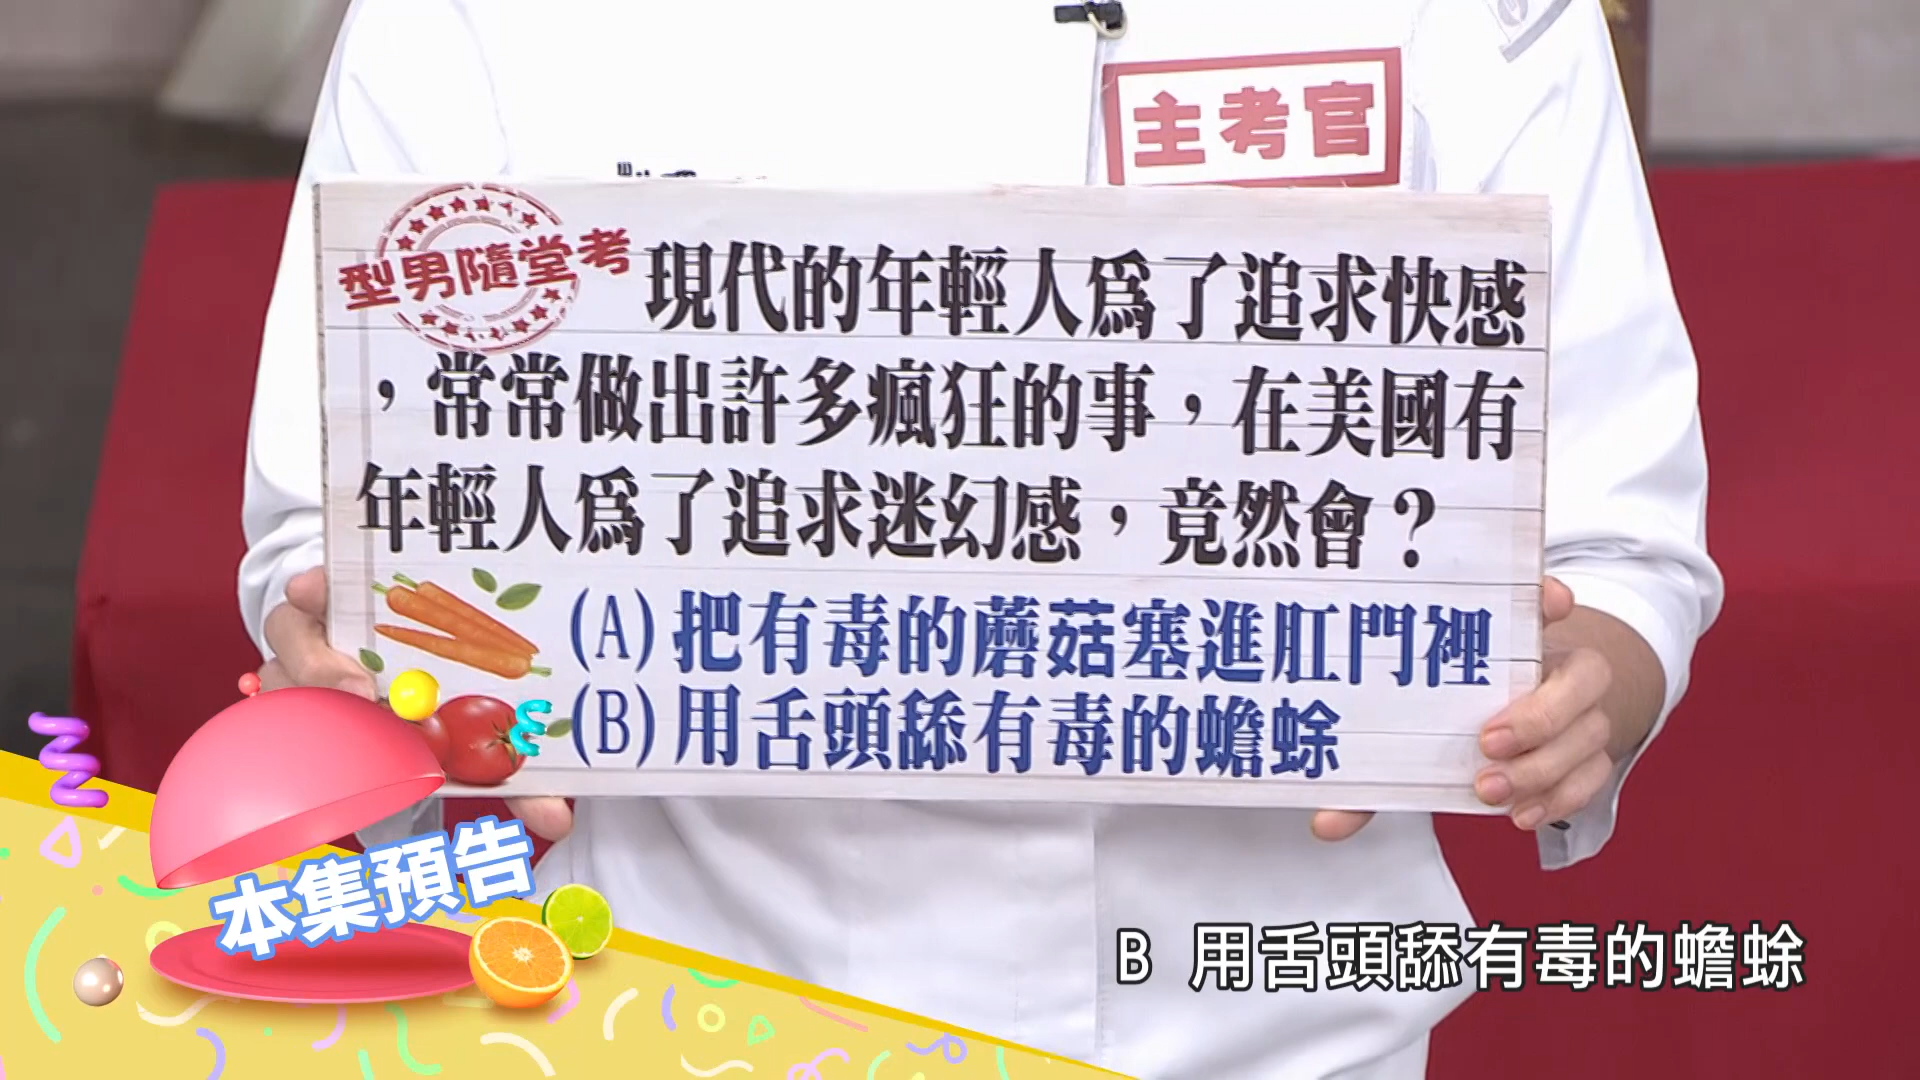 主考官
型男隨堂考
現代的年輕人爲了追求快感
，常常做出許多瘋狂的事，在美國有
年輕人爲了追求迷幻感，竟然會？
(A)把有毒的蘑菇塞進肛門裡
(B)用舌頭舔有毒的蟾蜍
本集預告
B 用舌頭舔有毒的蟾蜍